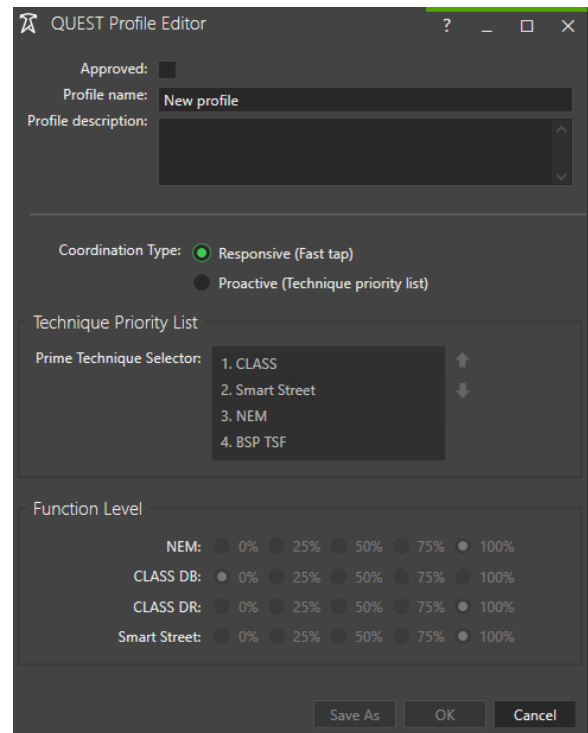 QUEST Profile Editor ?
Approved:
Profile name: New profile
Profile description:
Coordination Type: Responsive (Fast tap)
Proactive (Technique priority list)
Technique Priority List
Prime Technique Selector: 1. CLASS
2. Smart Street
3. NEM
4. BSP TSF
Function Level
NEM: 0% 25% 50% 75% 100%
CLASS DB: 0% 25% 50% 75% 100%
CLASS DR: 0% 25% 50% 75% 100%
Smart Street: 0% 25% 50% 75% 100%
Save As OK Cancel